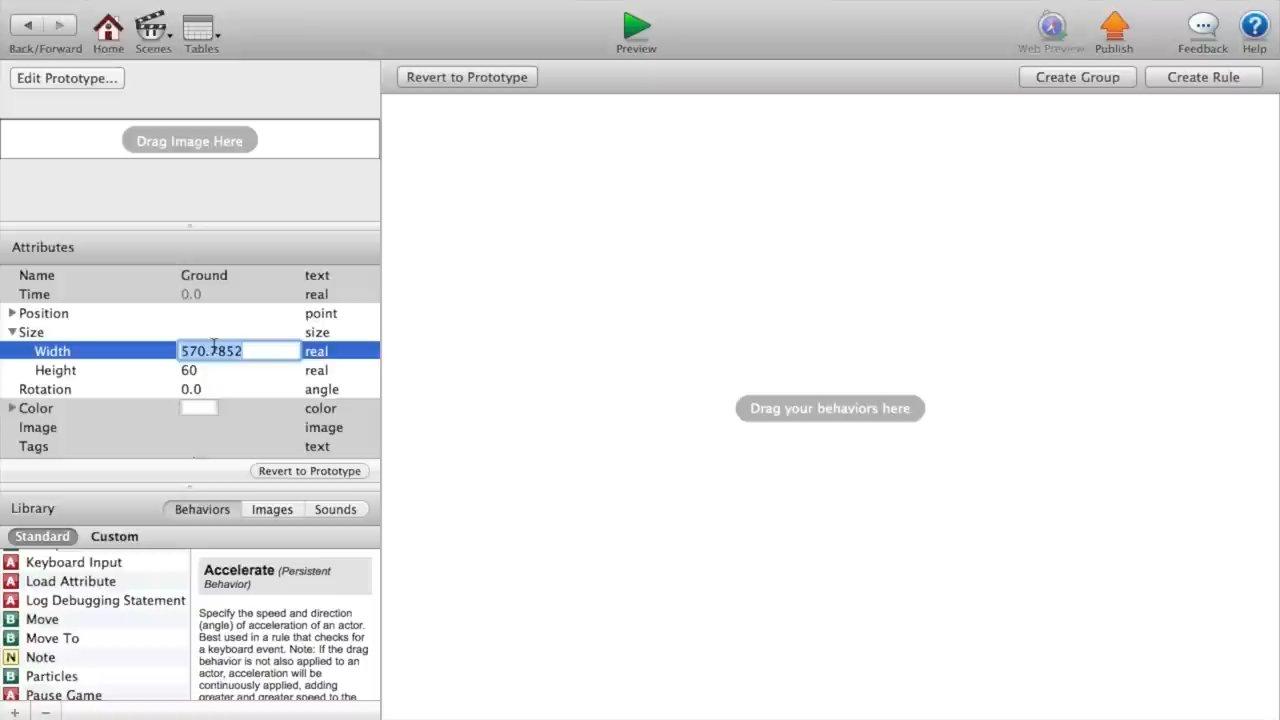 Back/Forward Home Scenes Tables Preview Web Preview Publish Feedback Help
Edit Prototype... Revert to Prototype Create Group Create Rule
Drag Image Here
Attributes
Name Ground text
Time 0.0 real
Position point
Size size
Width 570.7852 real
Height 60 real
Rotation 0.0 angle
Color color
Image image
Tags text
Revert to Prototype
Drag your behaviors here
Library Behaviors Images Sounds
Standard Custom
A Keyboard Input
A Load Attribute
A Log Debugging Statement
B Move
B Move To
N Note
B Particles
A Pause Game
Accelerate (Persistent
Behavior)
Specify the speed and direction
(angle) of acceleration of an actor.
Best used in a rule that checks for
a keyboard event. Note: If the drag
behavior is not also applied to an
actor, acceleration will be
continuously applied, adding
greater and greater speed to the